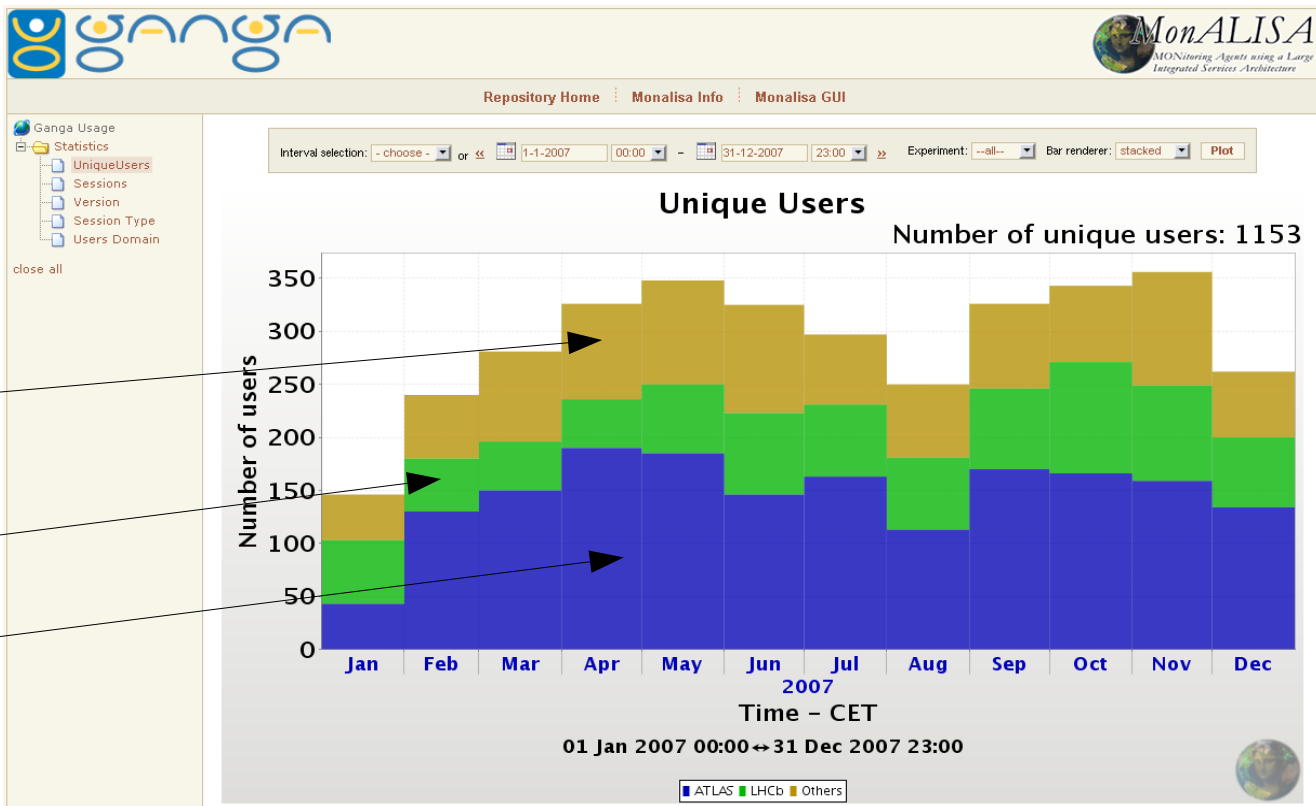 ganga
MonALISA
MONitoring Agents using a Large
Integrated Services Architecture
Repository Home Monalisa Info Monalisa GUI
Ganga Usage
Statistics
UniqueUsers
Sessions
Version
Session Type
Users Domain
close all
Interval selection: - choose - or << 1-1-2007 00:00 - 31-12-2007 23:00 >> Experiment: --all-- Bar renderer: stacked Plot
Unique Users
Number of unique users: 1153
Number of users
350
300
250
200
150
100
50
0
Jan Feb Mar Apr May Jun Jul Aug Sep Oct Nov Dec
2007
Time – CET
01 Jan 2007 00:00↔31 Dec 2007 23:00
ATLAS LHCb Others